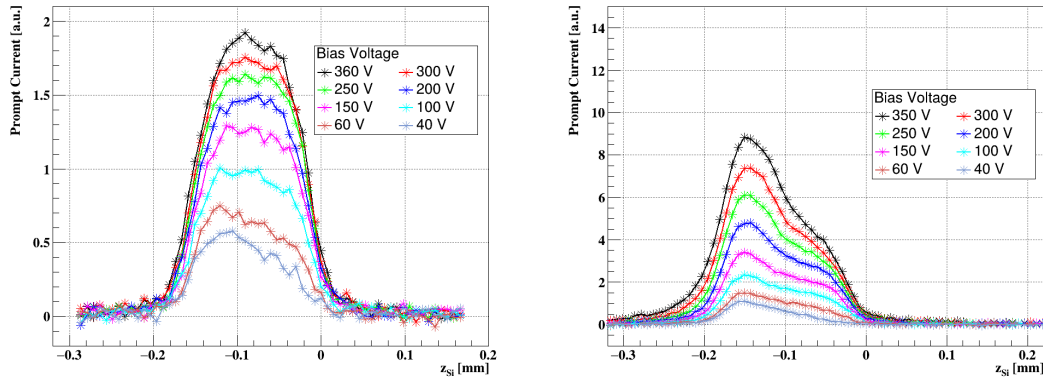 Prompt Current [a.u.]
2
1.5
1
0.5
0
Bias Voltage
360 V 300 V
250 V 200 V
150 V 100 V
60 V 40 V
−0.3 −0.2 −0.1 0 0.1 0.2
z_Si [mm]
Prompt Current [a.u.]
14
12
10
8
6
4
2
0
Bias Voltage
350 V 300 V
250 V 200 V
150 V 100 V
60 V 40 V
−0.3 −0.2 −0.1 0 0.1 0.2
z_Si [mm]